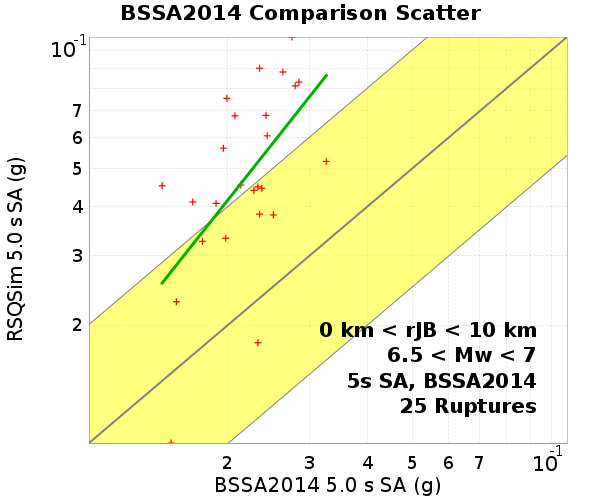 BSSA2014 Comparison Scatter
RSQSim 5.0 s SA (g)
10^-1
7
6
5
4
3
2
0 km < rJB < 10 km
6.5 < Mw < 7
5s SA, BSSA2014
25 Ruptures
2 3 4 5 6 7 10^-1
BSSA2014 5.0 s SA (g)